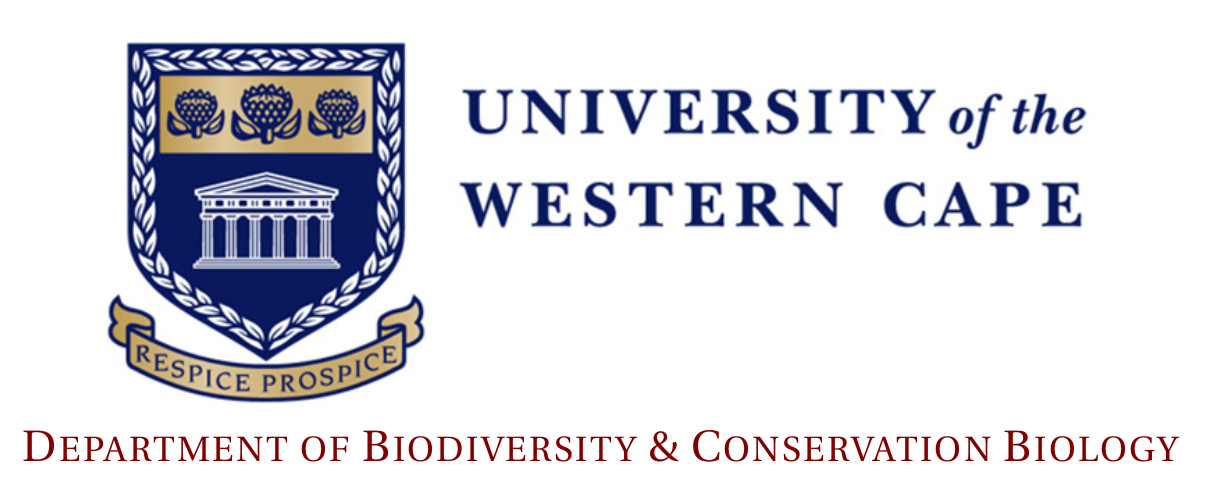 UNIVERSITY of the
WESTERN CAPE
RESPICE PROSPICE
DEPARTMENT OF BIODIVERSITY & CONSERVATION BIOLOGY